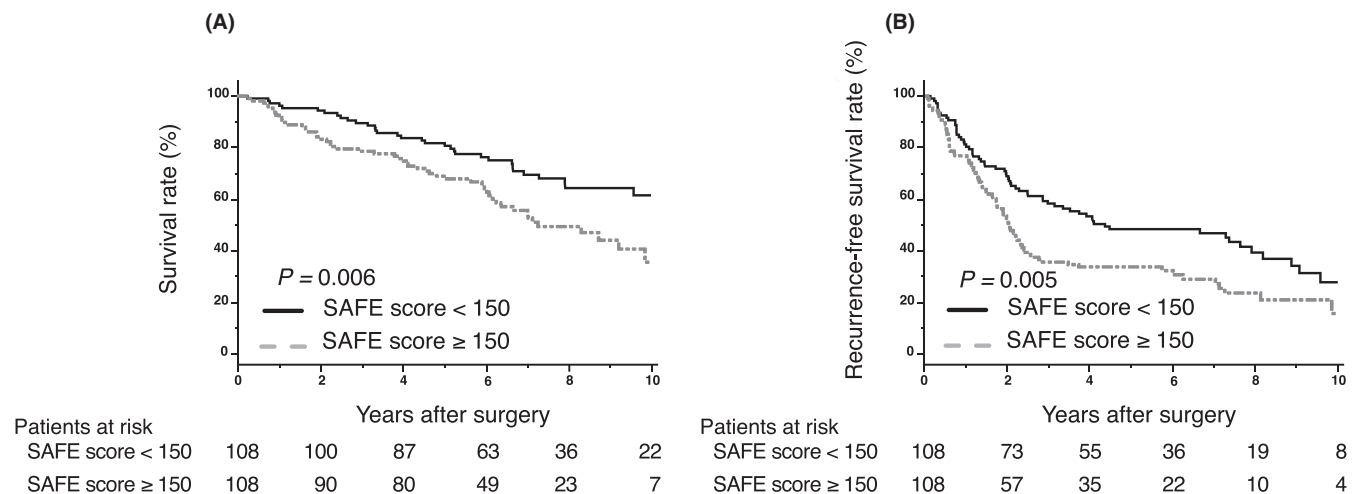 (A)
Survival rate (%)
100
80
60
40
20
0
P = 0.006
SAFE score < 150
SAFE score ≥ 150
0 2 4 6 8 10
Years after surgery
Patients at risk
SAFE score < 150 108 100 87 63 36 22
SAFE score ≥ 150 108 90 80 49 23 7
(B)
Recurrence-free survival rate (%)
100
80
60
40
20
0
P = 0.005
SAFE score < 150
SAFE score ≥ 150
0 2 4 6 8 10
Years after surgery
Patients at risk
SAFE score < 150 108 73 55 36 19 8
SAFE score ≥ 150 108 57 35 22 10 4